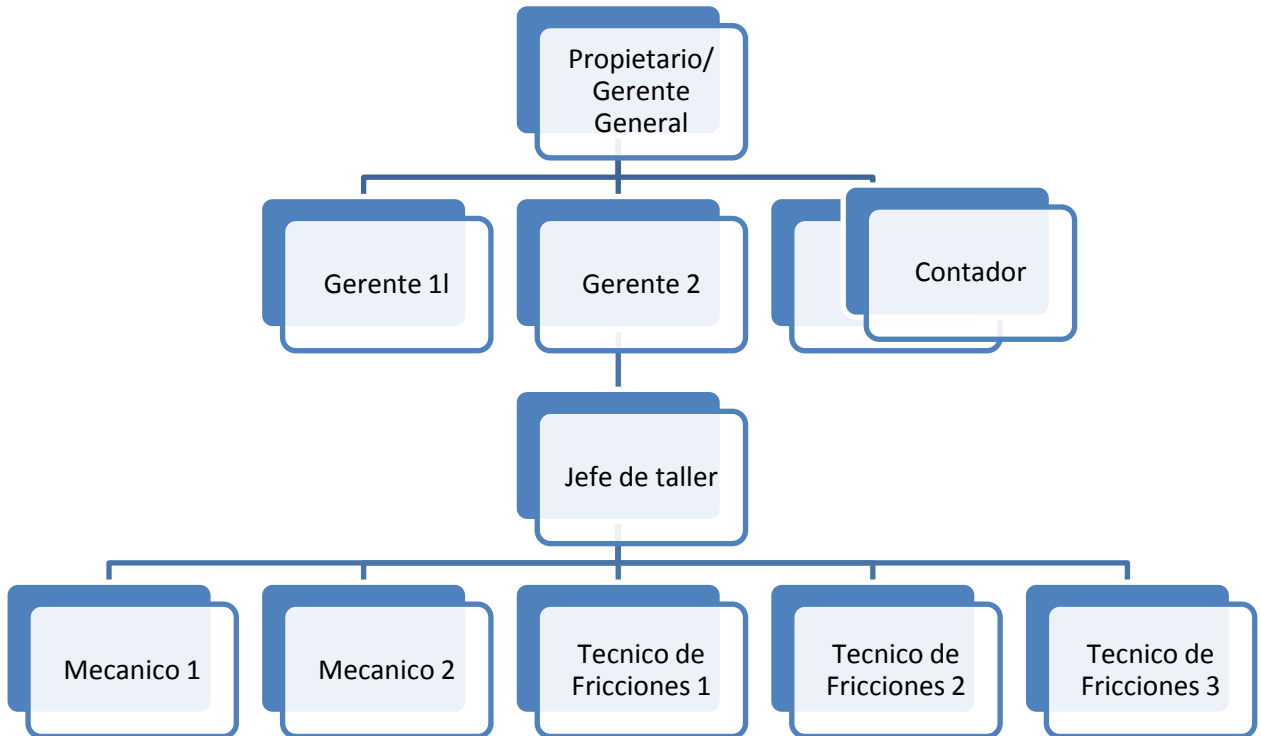 Propietario/
Gerente
General
Gerente 1l
Gerente 2
Contador
Jefe de taller
Mecanico 1
Mecanico 2
Tecnico de
Fricciones 1
Tecnico de
Fricciones 2
Tecnico de
Fricciones 3